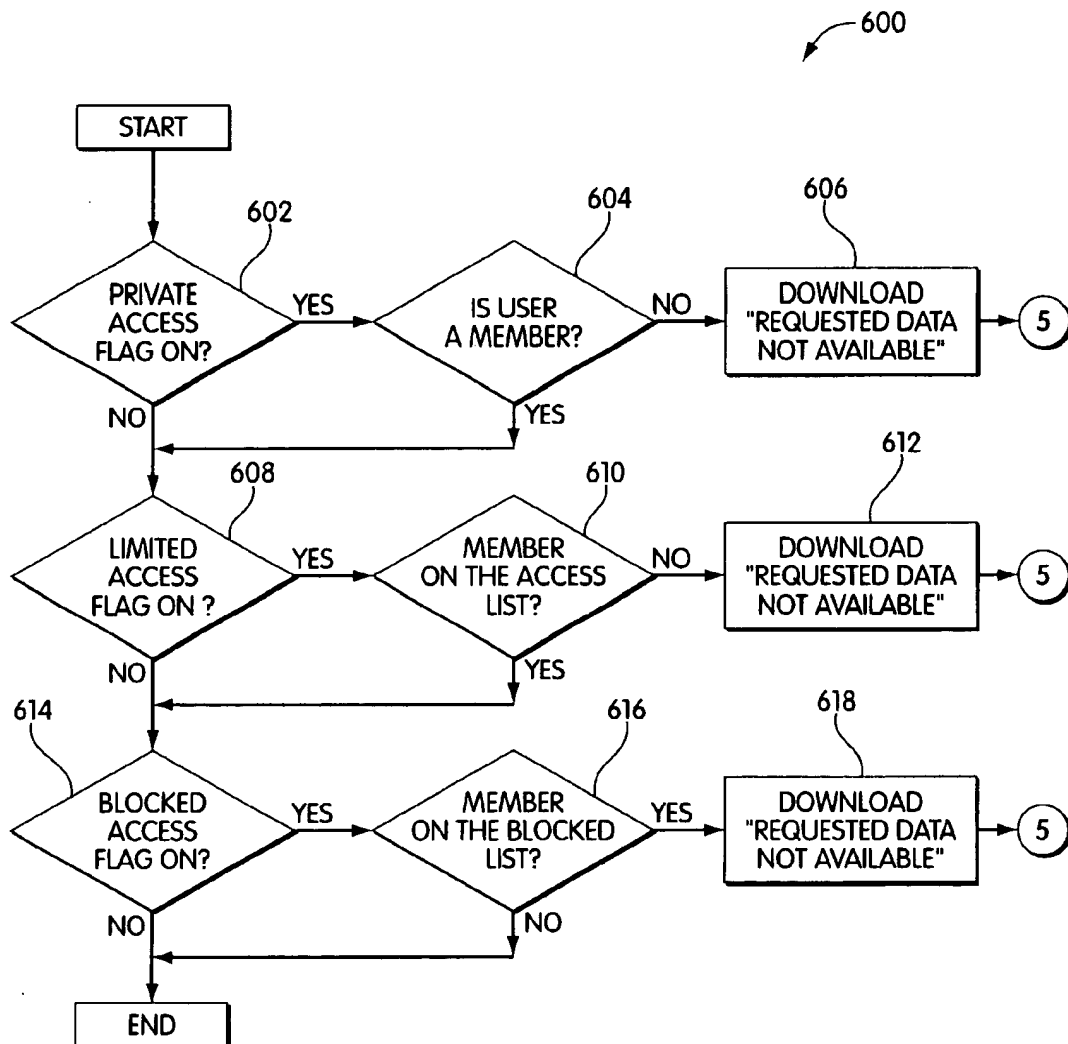 600
START
602
604
606
PRIVATE
ACCESS
FLAG ON?
YES
IS USER
A MEMBER?
NO
DOWNLOAD
"REQUESTED DATA
NOT AVAILABLE"
5
NO
YES
608
610
612
LIMITED
ACCESS
FLAG ON ?
YES
MEMBER
ON THE ACCESS
LIST?
NO
DOWNLOAD
"REQUESTED DATA
NOT AVAILABLE"
5
NO
YES
614
616
618
BLOCKED
ACCESS
FLAG ON?
YES
MEMBER
ON THE BLOCKED
LIST?
YES
DOWNLOAD
"REQUESTED DATA
NOT AVAILABLE"
5
NO
NO
END